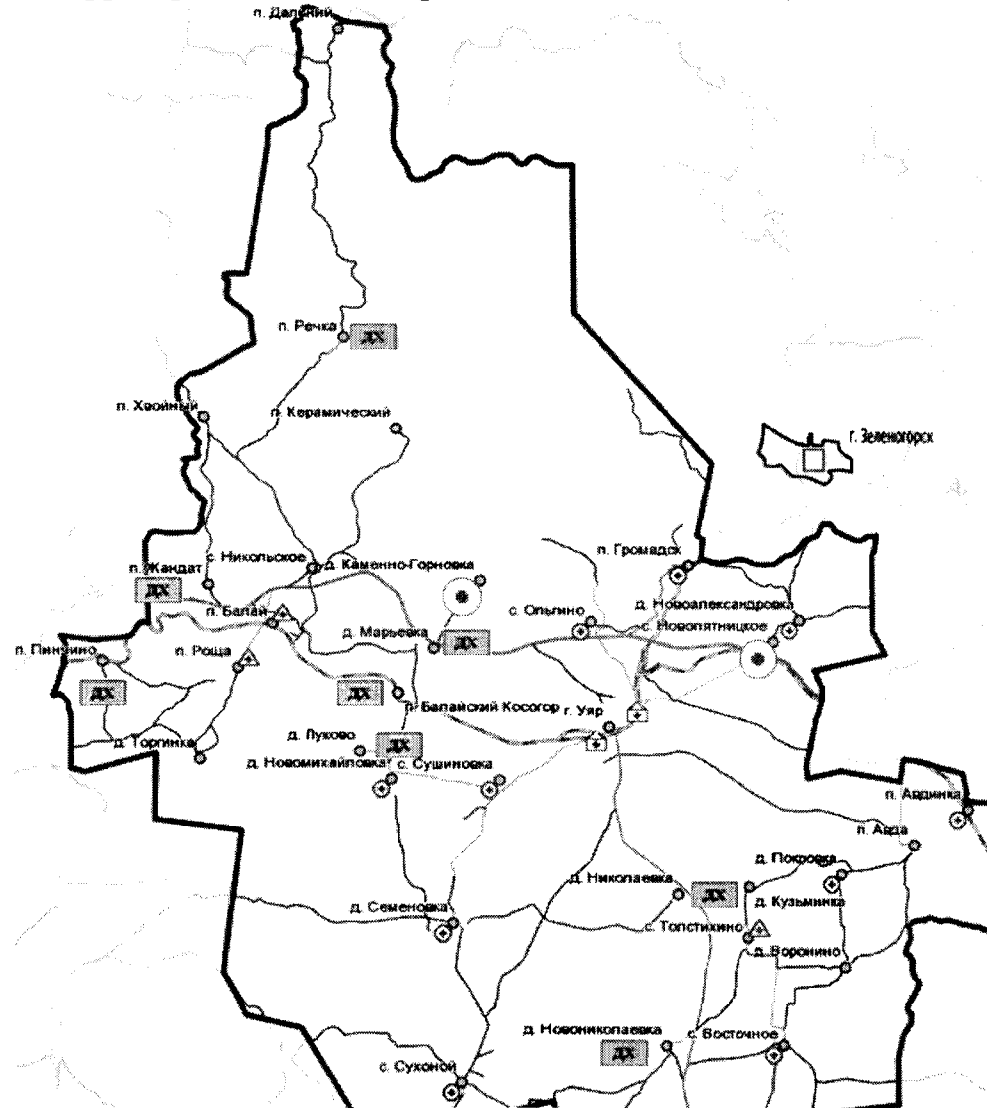 п. Дальний
п. Речка
ДХ
п. Хвойный
п. Керамический
г. Зеленогорск
с. Никольское
д. Каменно-Горновка
п. Громадск
п. Жандат
ДХ
п. Балай
с. Ольгино
д. Новоалександровка
с. Новопятницкое
д. Марьевка
ДХ
п. Пинчино
п. Роща
ДХ
ДХ
п. Балайский Косогор
г. Уяр
д. Луково
ДХ
д. Торгинка
д. Новомихайловка
с. Сушиновка
п. Авдинка
п. Авда
д. Покровка
д. Николаевка
ДХ
д. Кузьминка
д. Семеновка
с. Толстихино
д. Воронино
д. Новониколаевка
с. Восточное
ДХ
с. Сухоной